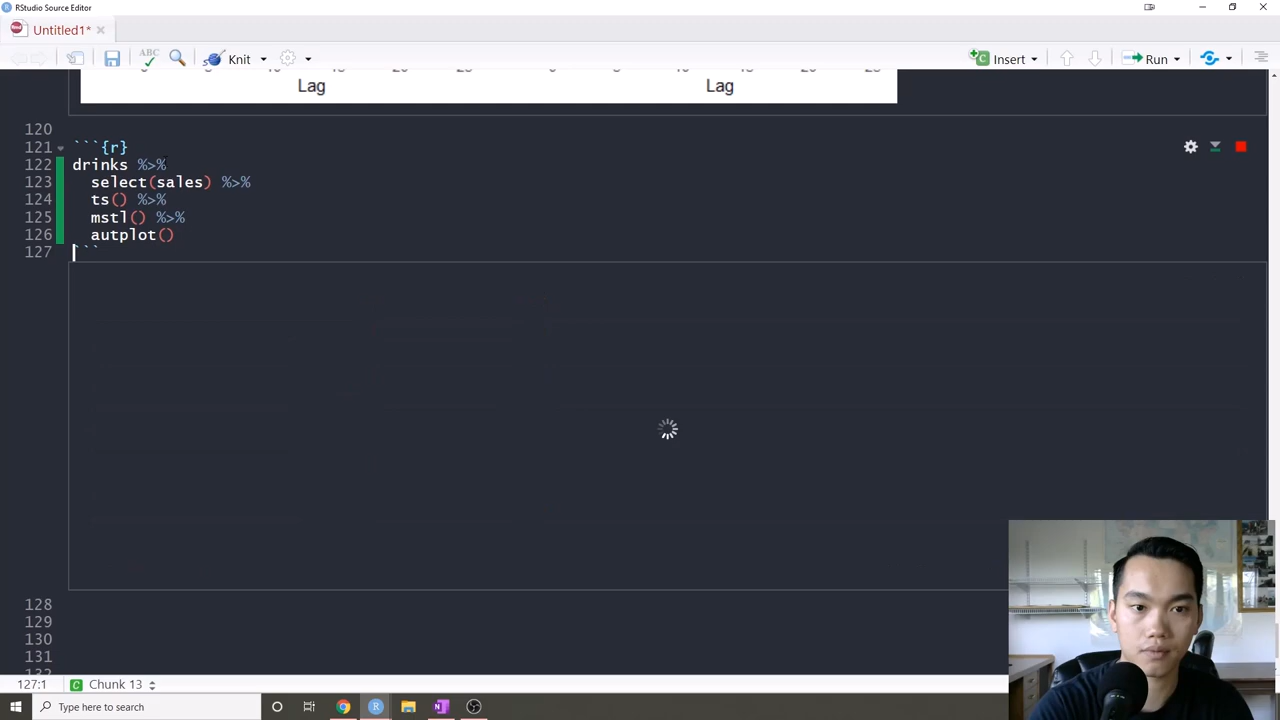 RStudio Source Editor
Untitled1*
ABC
Knit
Insert
Run
Lag
Lag
120
121 ```{r}
122 drinks %>%
123 select(sales) %>%
124 ts() %>%
125 mstl() %>%
126 autplot()
127 ```
128
129
130
131
127:1
C Chunk 13
Type here to search